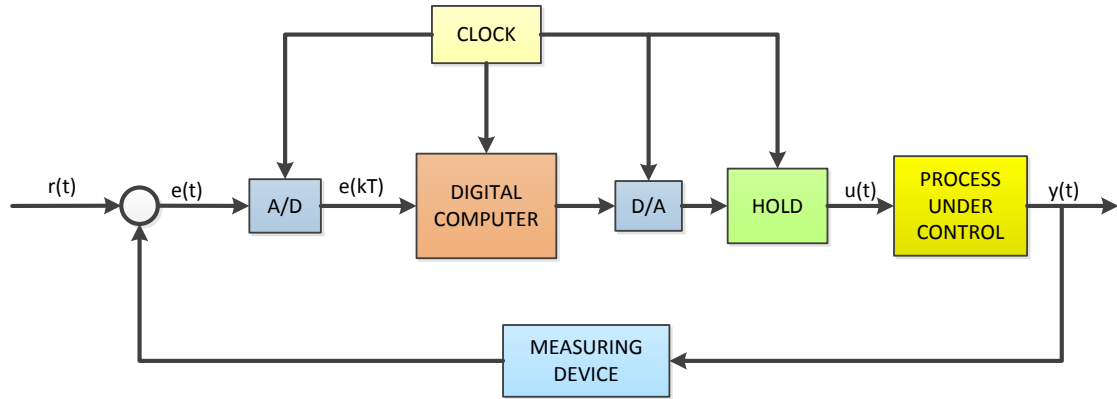 CLOCK
r(t)
e(t)
A/D
e(kT)
DIGITAL
COMPUTER
D/A
HOLD
u(t)
PROCESS
UNDER
CONTROL
y(t)
MEASURING
DEVICE